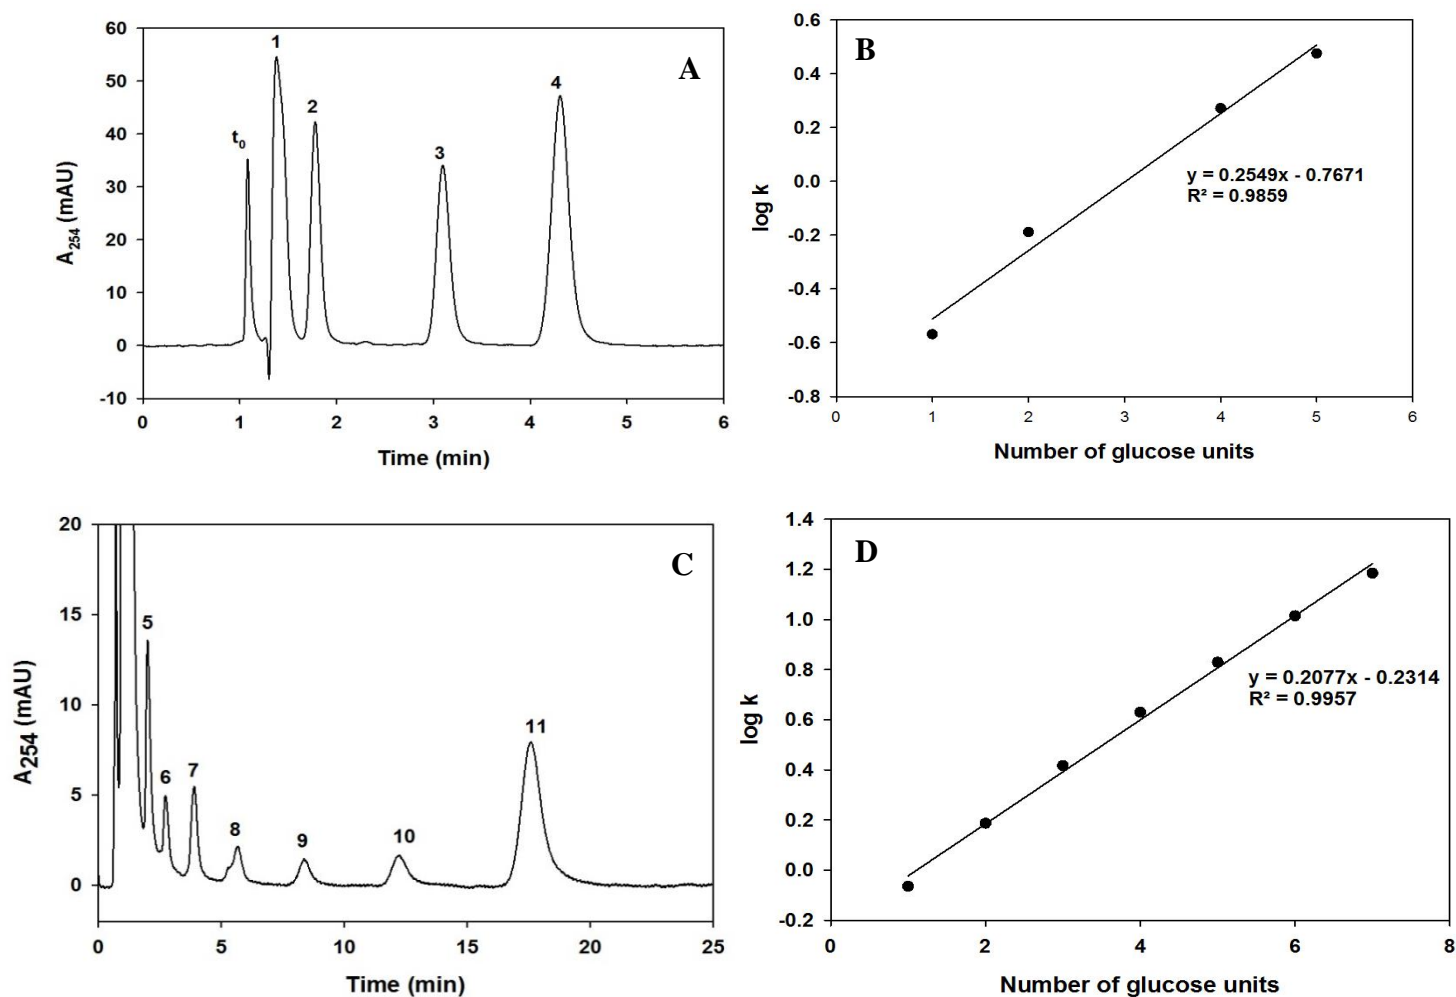 A
60
50
40
30
20
10
0
-10
A254 (mAU)
t0
1
2
3
4
0 1 2 3 4 5 6
Time (min)
B
0.6
0.4
0.2
0.0
-0.2
-0.4
-0.6
-0.8
log k
y = 0.2549x - 0.7671
R² = 0.9859
0 1 2 3 4 5 6
Number of glucose units
C
20
15
10
5
0
A254 (mAU)
5
6
7
8
9
10
11
0 5 10 15 20 25
Time (min)
D
1.4
1.2
1.0
0.8
0.6
0.4
0.2
0.0
-0.2
log k
y = 0.2077x - 0.2314
R² = 0.9957
0 2 4 6 8
Number of glucose units